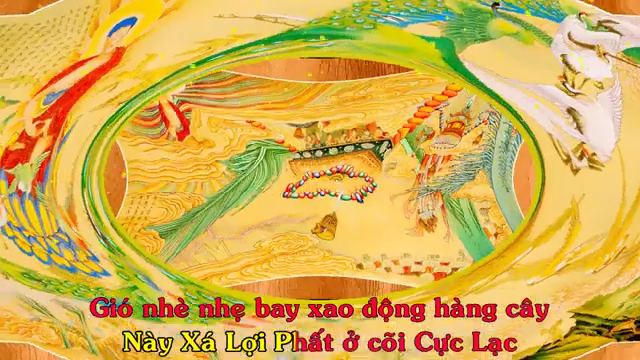 Gió nhè nhẹ bay xao động hàng cây
Này Xá Lợi Phất ở cõi Cực Lạc